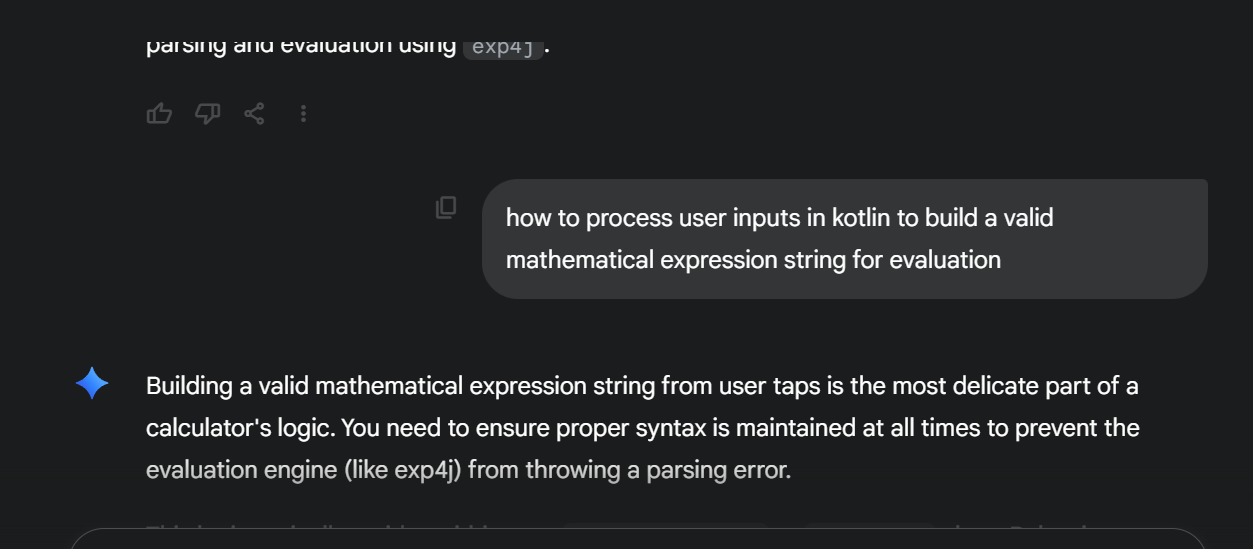 parsing and evaluation using exp4j.
how to process user inputs in kotlin to build a valid
mathematical expression string for evaluation
Building a valid mathematical expression string from user taps is the most delicate part of a
calculator's logic. You need to ensure proper syntax is maintained at all times to prevent the
evaluation engine (like exp4j) from throwing a parsing error.